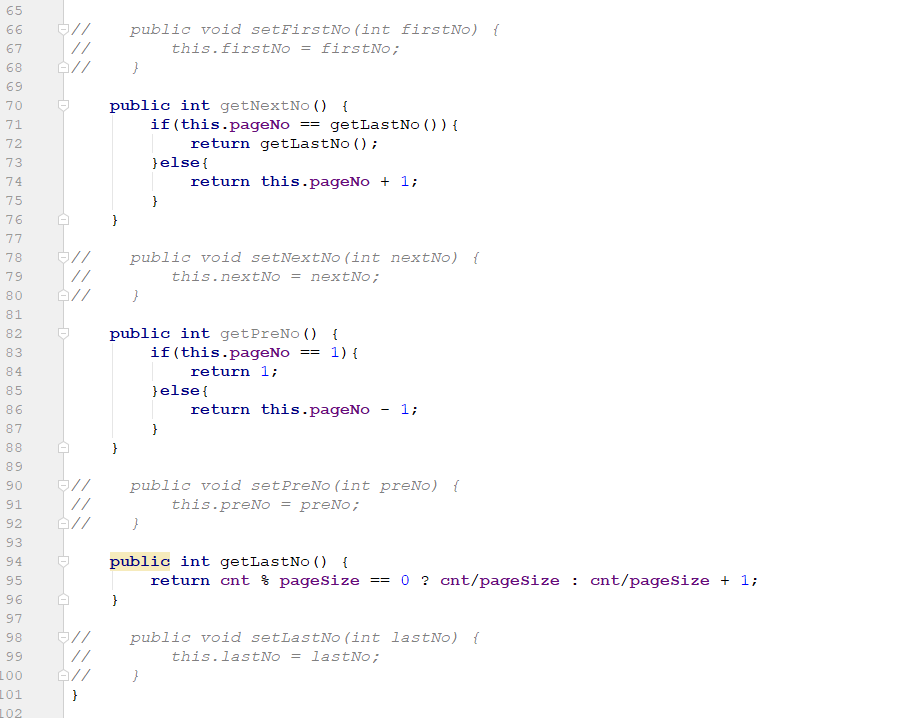 65
66 //    public void setFirstNo(int firstNo) {
67 //        this.firstNo = firstNo;
68 //    }
69
70     public int getNextNo() {
71         if(this.pageNo == getLastNo()){
72             return getLastNo();
73         }else{
74             return this.pageNo + 1;
75         }
76     }
77
78 //    public void setNextNo(int nextNo) {
79 //        this.nextNo = nextNo;
80 //    }
81
82     public int getPreNo() {
83         if(this.pageNo == 1){
84             return 1;
85         }else{
86             return this.pageNo - 1;
87         }
88     }
89
90 //    public void setPreNo(int preNo) {
91 //        this.preNo = preNo;
92 //    }
93
94     public int getLastNo() {
95         return cnt % pageSize == 0 ? cnt/pageSize : cnt/pageSize + 1;
96     }
97
98 //    public void setLastNo(int lastNo) {
99 //        this.lastNo = lastNo;
100 //    }
101 }
102